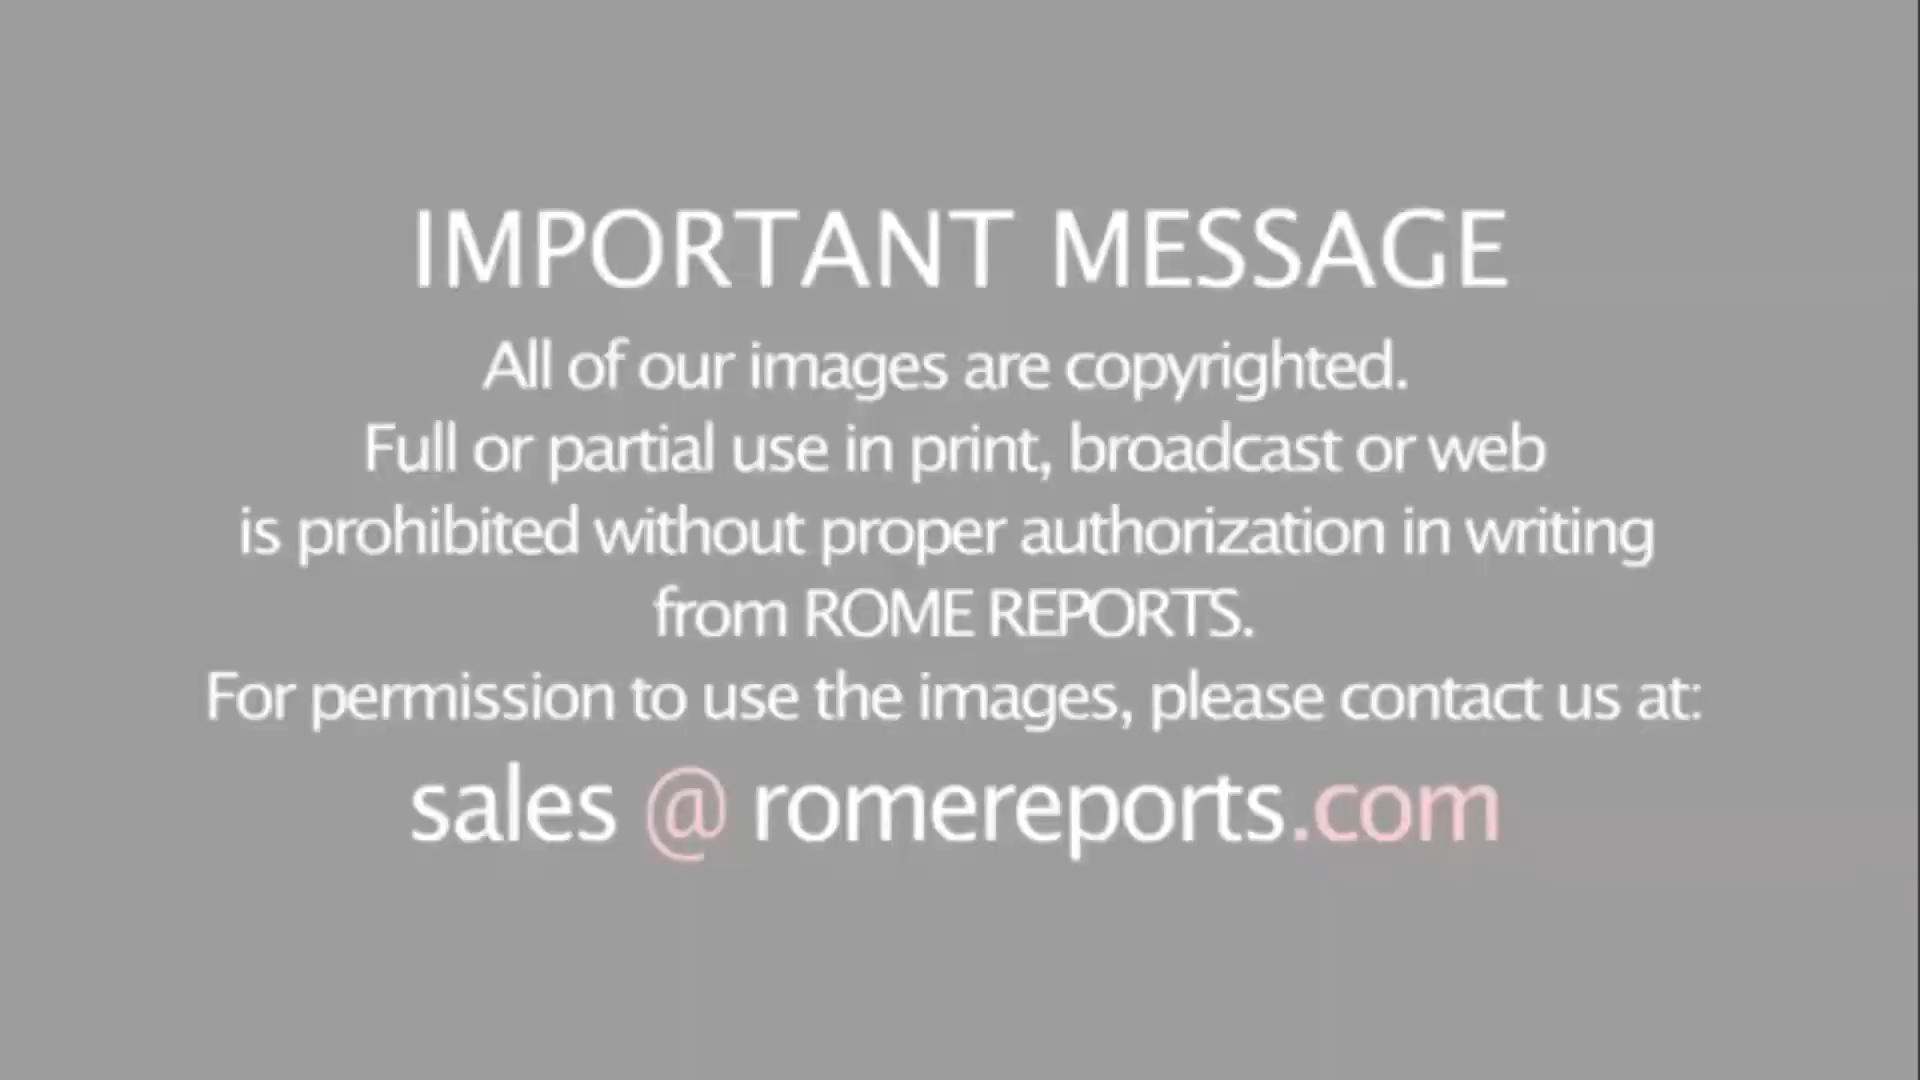 IMPORTANT MESSAGE
All of our images are copyrighted.
Full or partial use in print, broadcast or web
is prohibited without proper authorization in writing
from ROME REPORTS.
For permission to use the images, please contact us at:
sales @ romereports.com